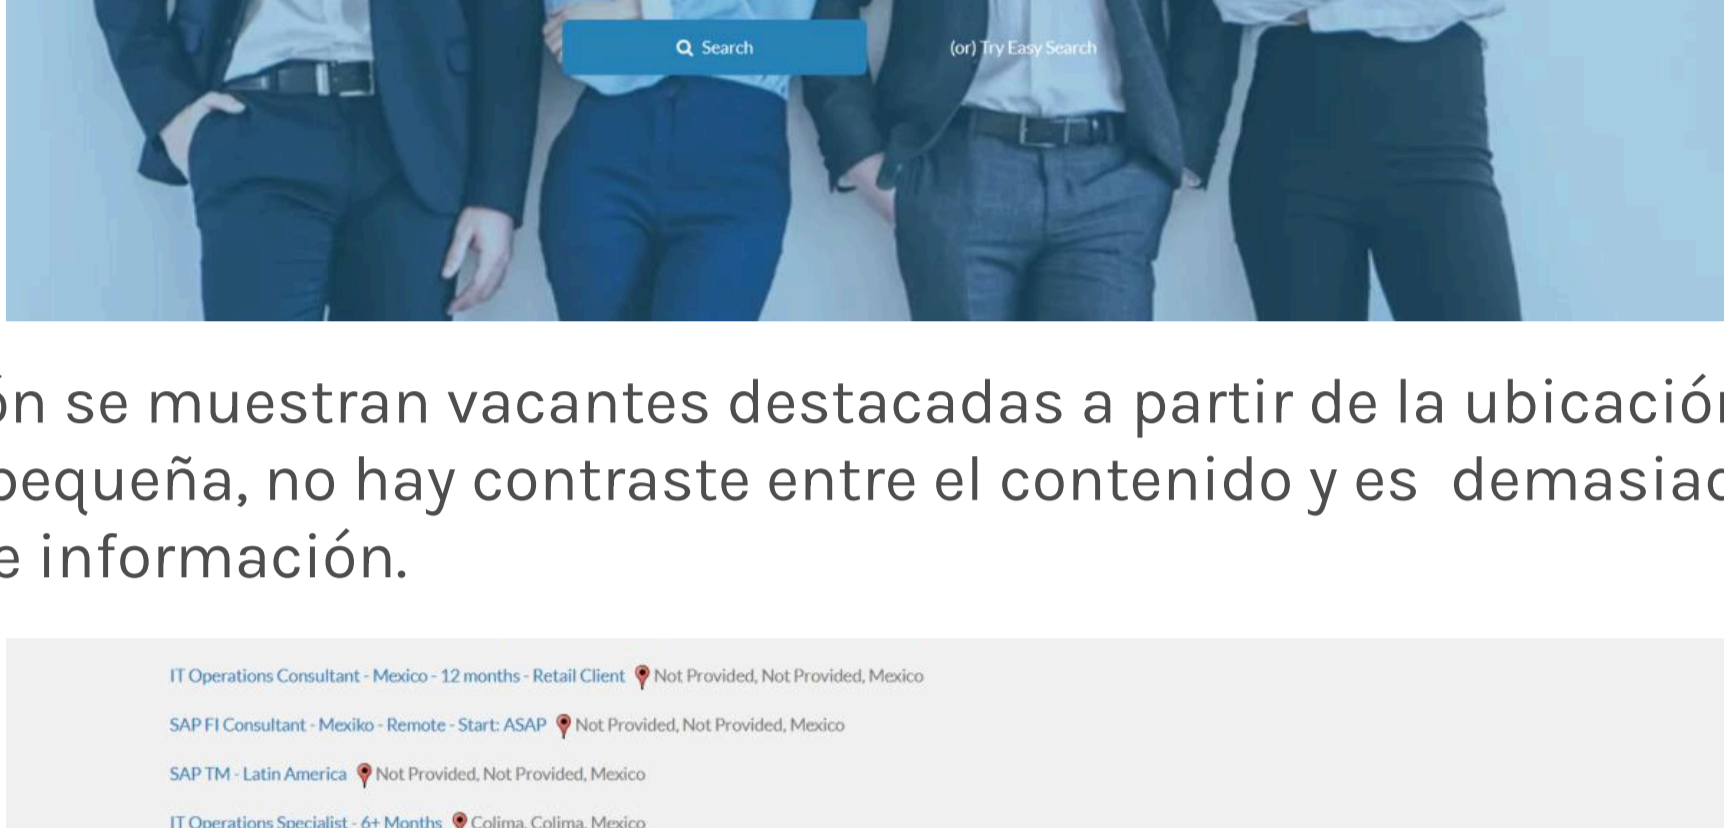 Search (or) Try Easy Search
ón se muestran vacantes destacadas a partir de la ubicación
pequeña, no hay contraste entre el contenido y es demasiad
e información.
IT Operations Consultant - Mexico - 12 months - Retail Client Not Provided, Not Provided, Mexico
SAP FI Consultant - Mexiko - Remote - Start: ASAP Not Provided, Not Provided, Mexico
SAP TM - Latin America Not Provided, Not Provided, Mexico
IT Operations Specialist - 6+ Months Colima, Colima, Mexico